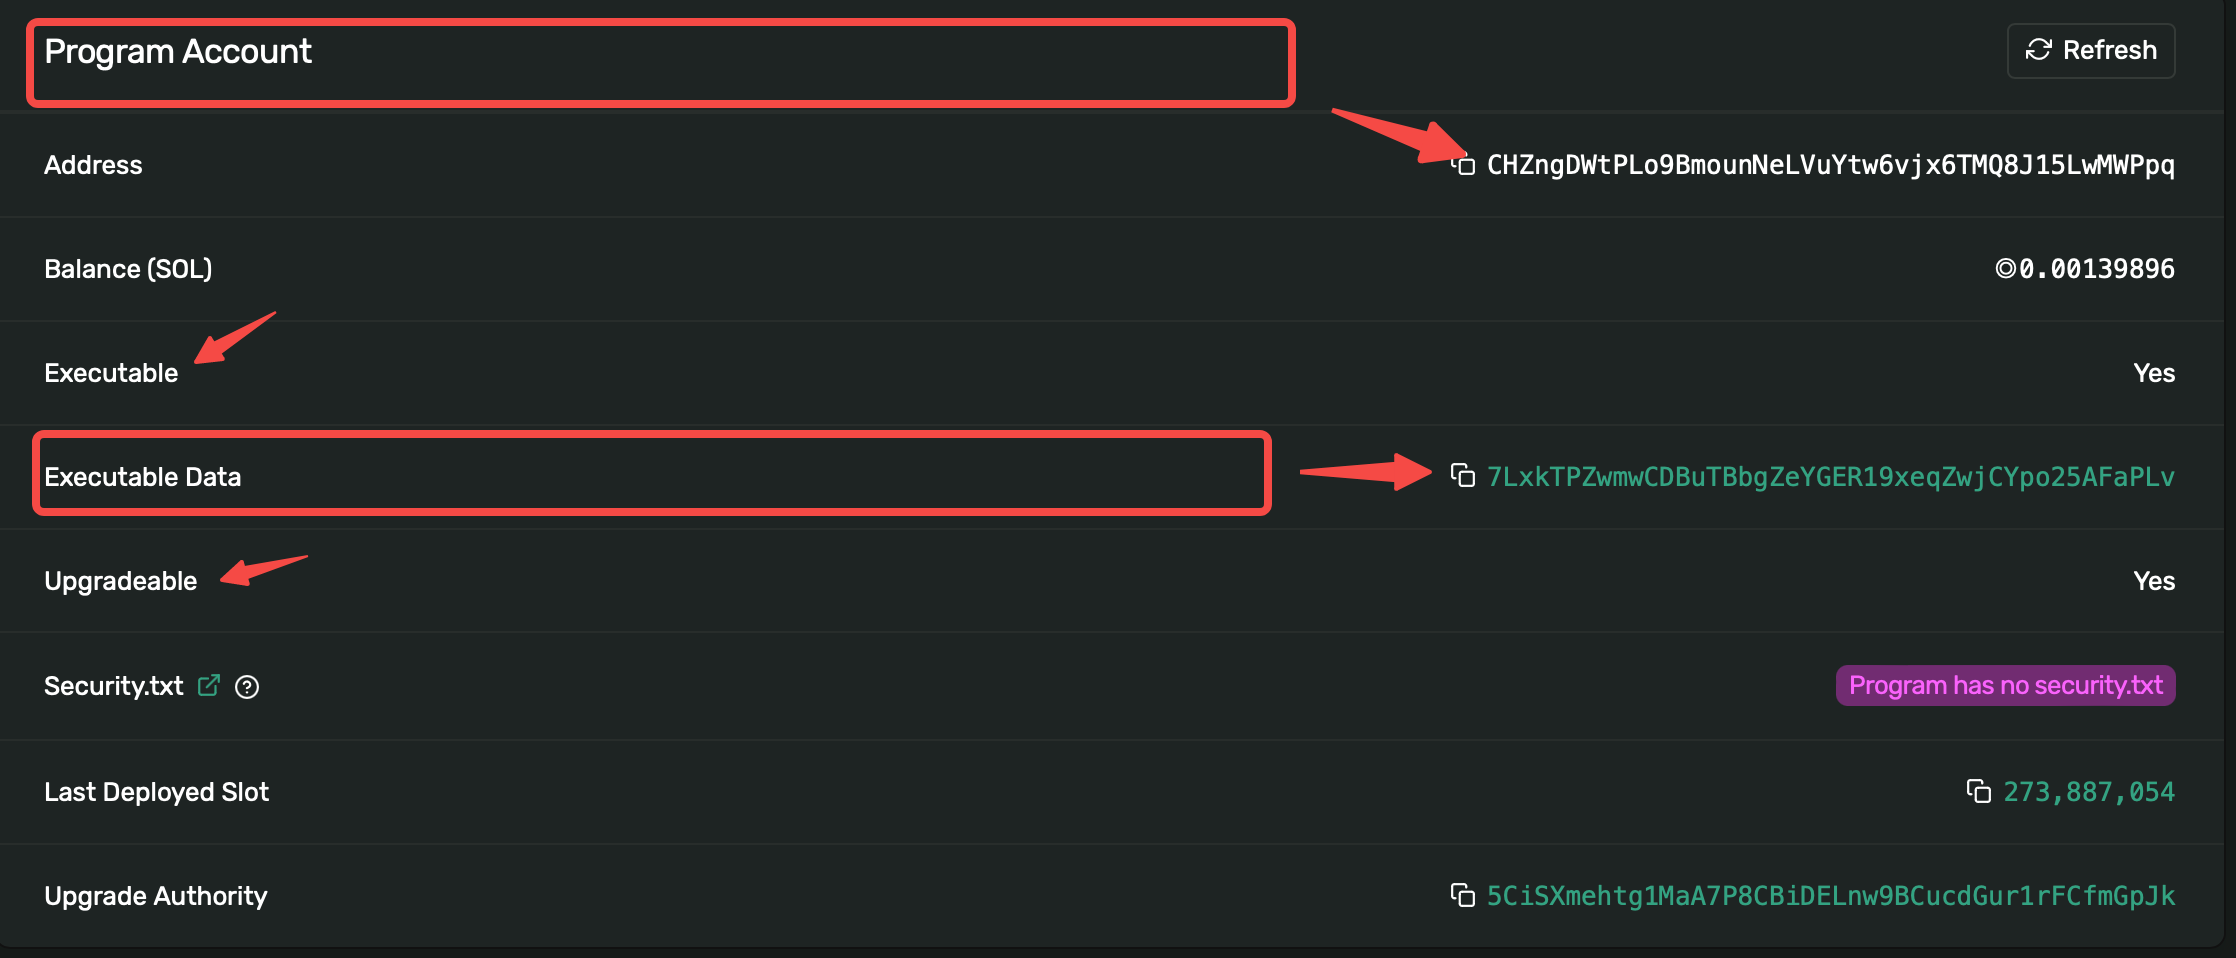 Program Account
Refresh
Address
CHZngDWtPLo9BmounNeLVuYtw6vjx6TMQ8J15LwMWPpq
Balance (SOL)
◎0.00139896
Executable
Yes
Executable Data
7LxkTPZwmwCDBuTBbgZeYGER19xeqZwjCYpo25AFaPLv
Upgradeable
Yes
Security.txt
Program has no security.txt
Last Deployed Slot
273,887,054
Upgrade Authority
5CiSXmehtg1MaA7P8CBiDELnw9BCucdGur1rFCfmGpJk